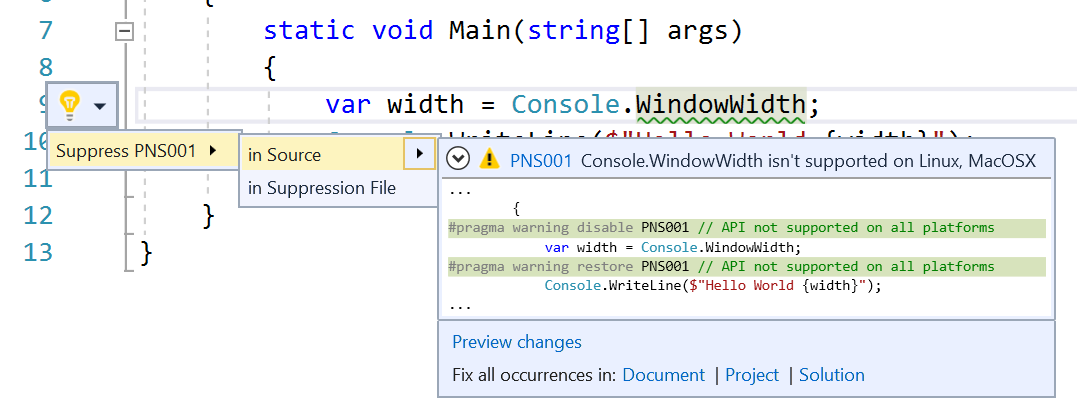 7 static void Main(string[] args)
8 {
9 var width = Console.WindowWidth;
10 Console.WriteLine($"Hello World {width}");
Suppress PNS001
in Source
in Suppression File
PNS001 Console.WindowWidth isn't supported on Linux, MacOSX
...
{
#pragma warning disable PNS001 // API not supported on all platforms
var width = Console.WindowWidth;
#pragma warning restore PNS001 // API not supported on all platforms
Console.WriteLine($"Hello World {width}");
...
Preview changes
Fix all occurrences in: Document | Project | Solution
11
12 }
13 }